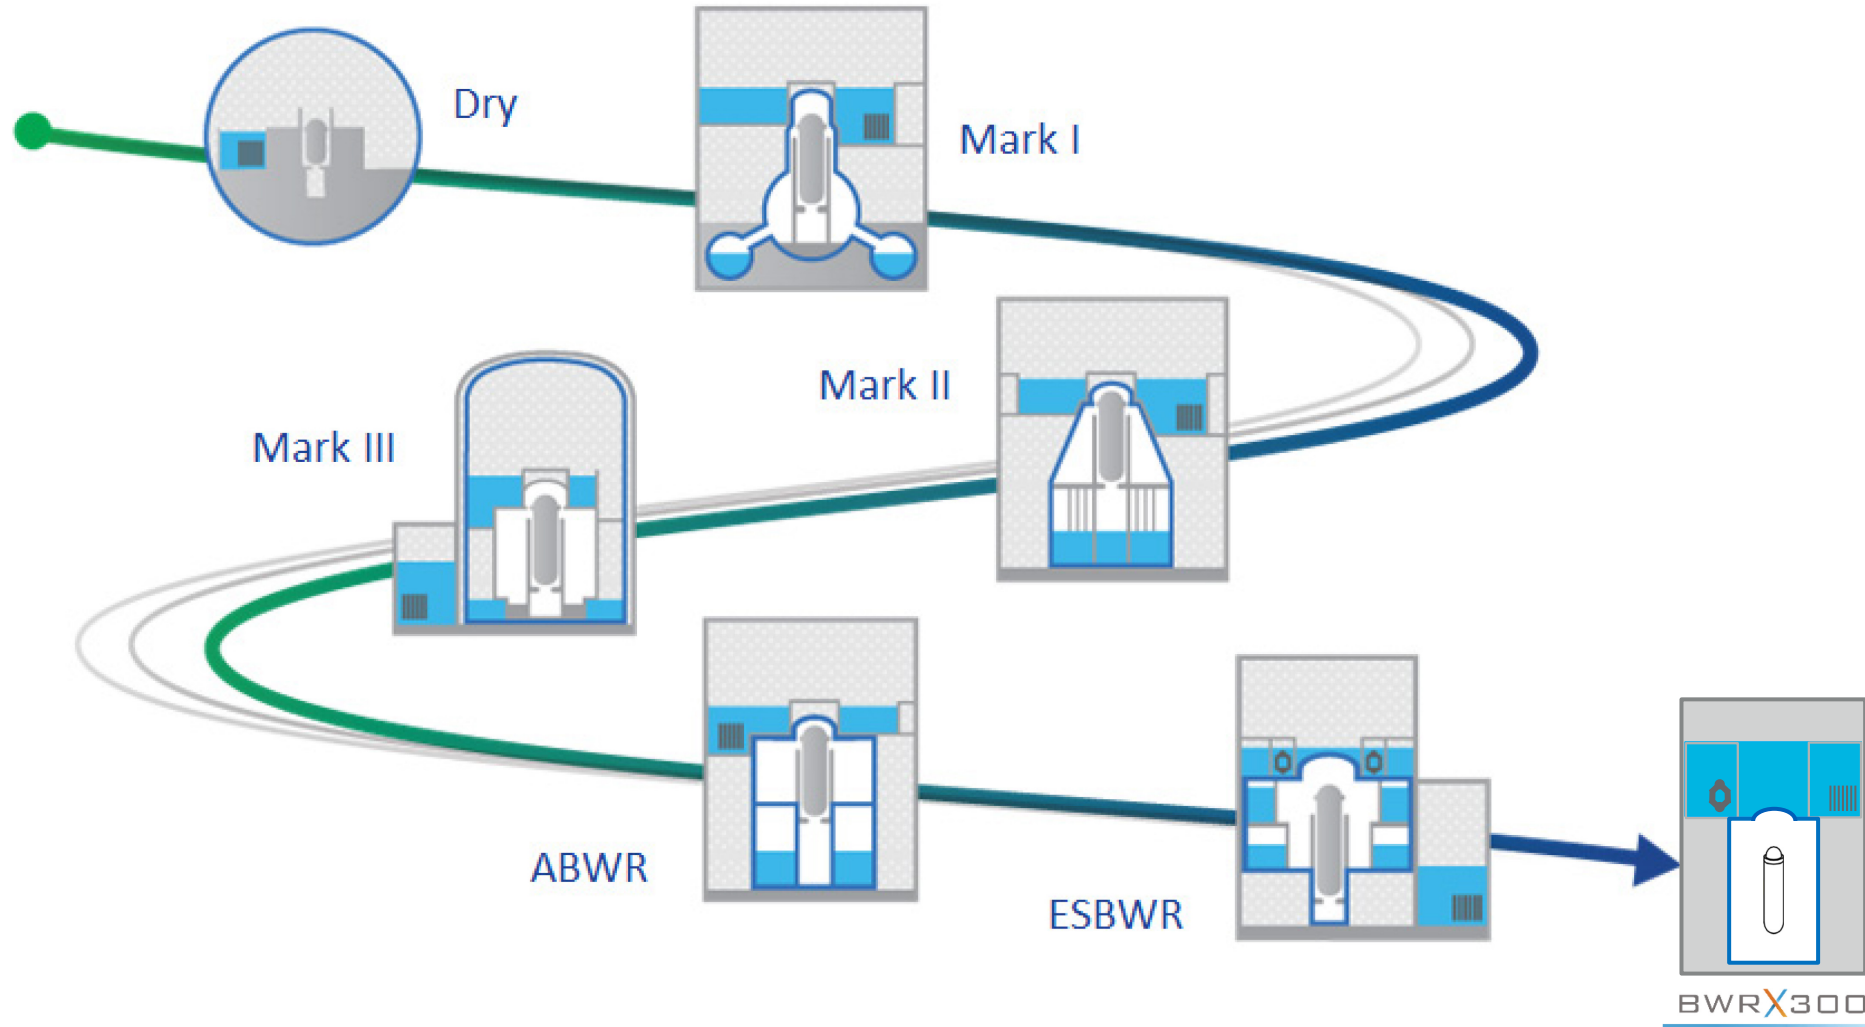 Dry
Mark I
Mark II
Mark III
ABWR
ESBWR
BWRX300